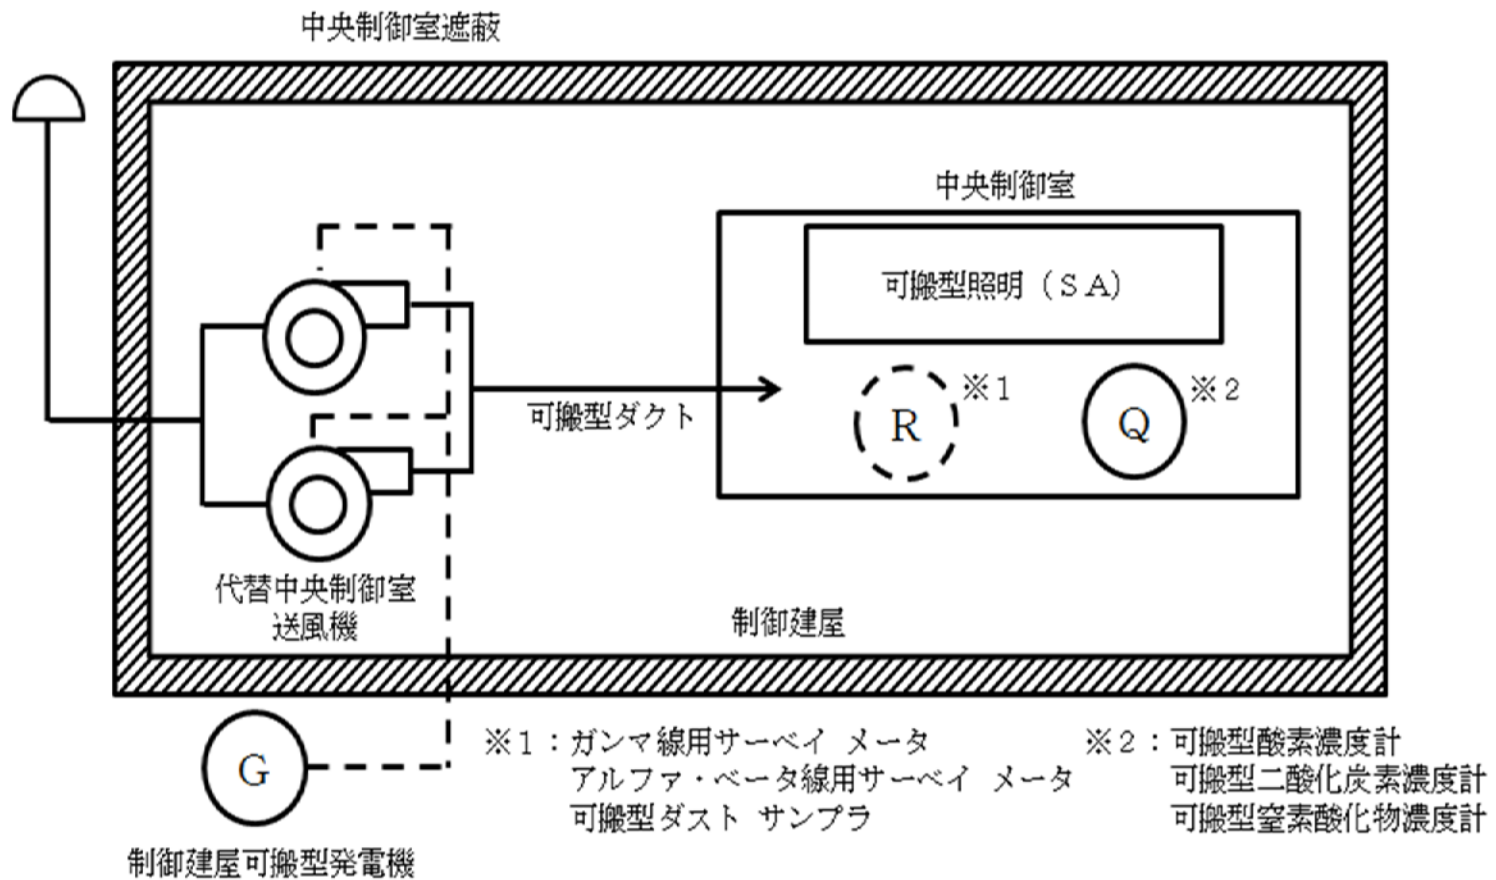 中央制御室遮蔽
中央制御室
可搬型照明（ＳＡ）
※１
※２
R
Q
可搬型ダクト
代替中央制御室
送風機
制御建屋
G
制御建屋可搬型発電機
※１：ガンマ線用サーベイ メータ
アルファ・ベータ線用サーベイ メータ
可搬型ダスト サンプラ
※２：可搬型酸素濃度計
可搬型二酸化炭素濃度計
可搬型窒素酸化物濃度計